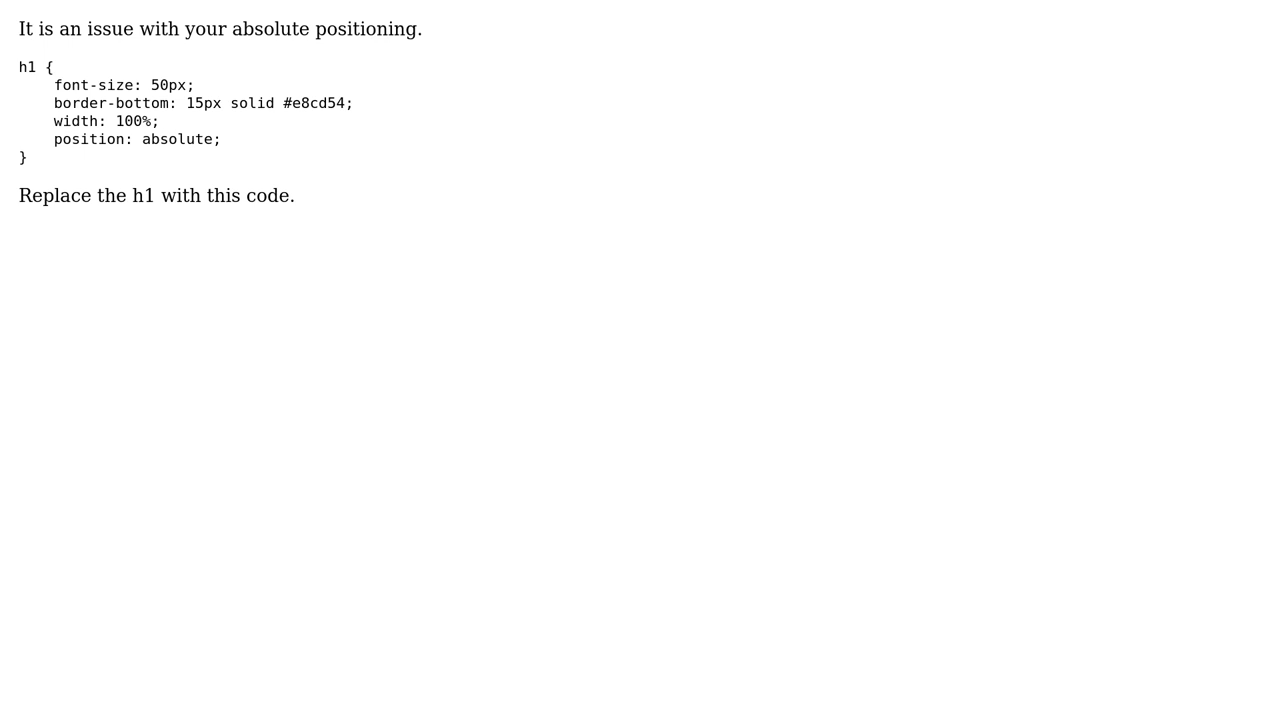 It is an issue with your absolute positioning.
h1 {
    font-size: 50px;
    border-bottom: 15px solid #e8cd54;
    width: 100%;
    position: absolute;
}
Replace the h1 with this code.